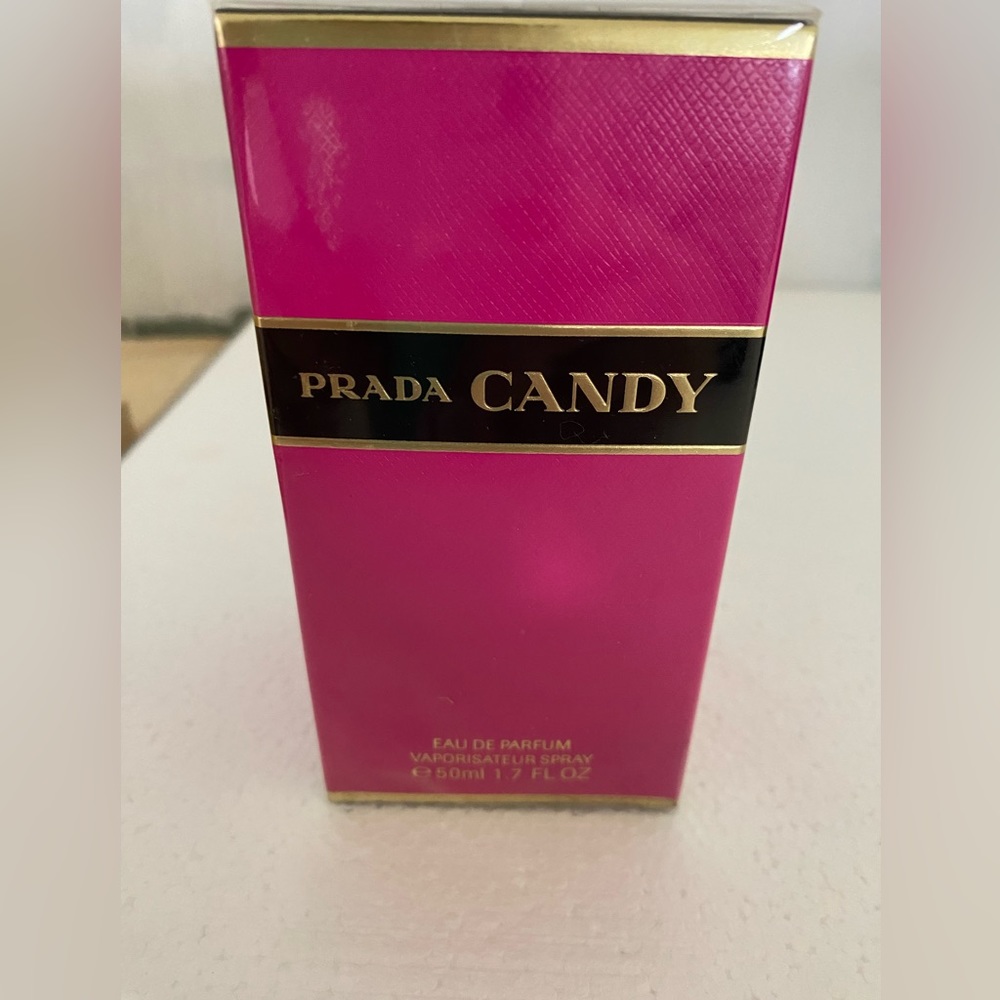 PRADA CANDY
EAU DE PARFUM
VAPORISATEUR SPRAY
℮ 50ml 1.7 FL OZ